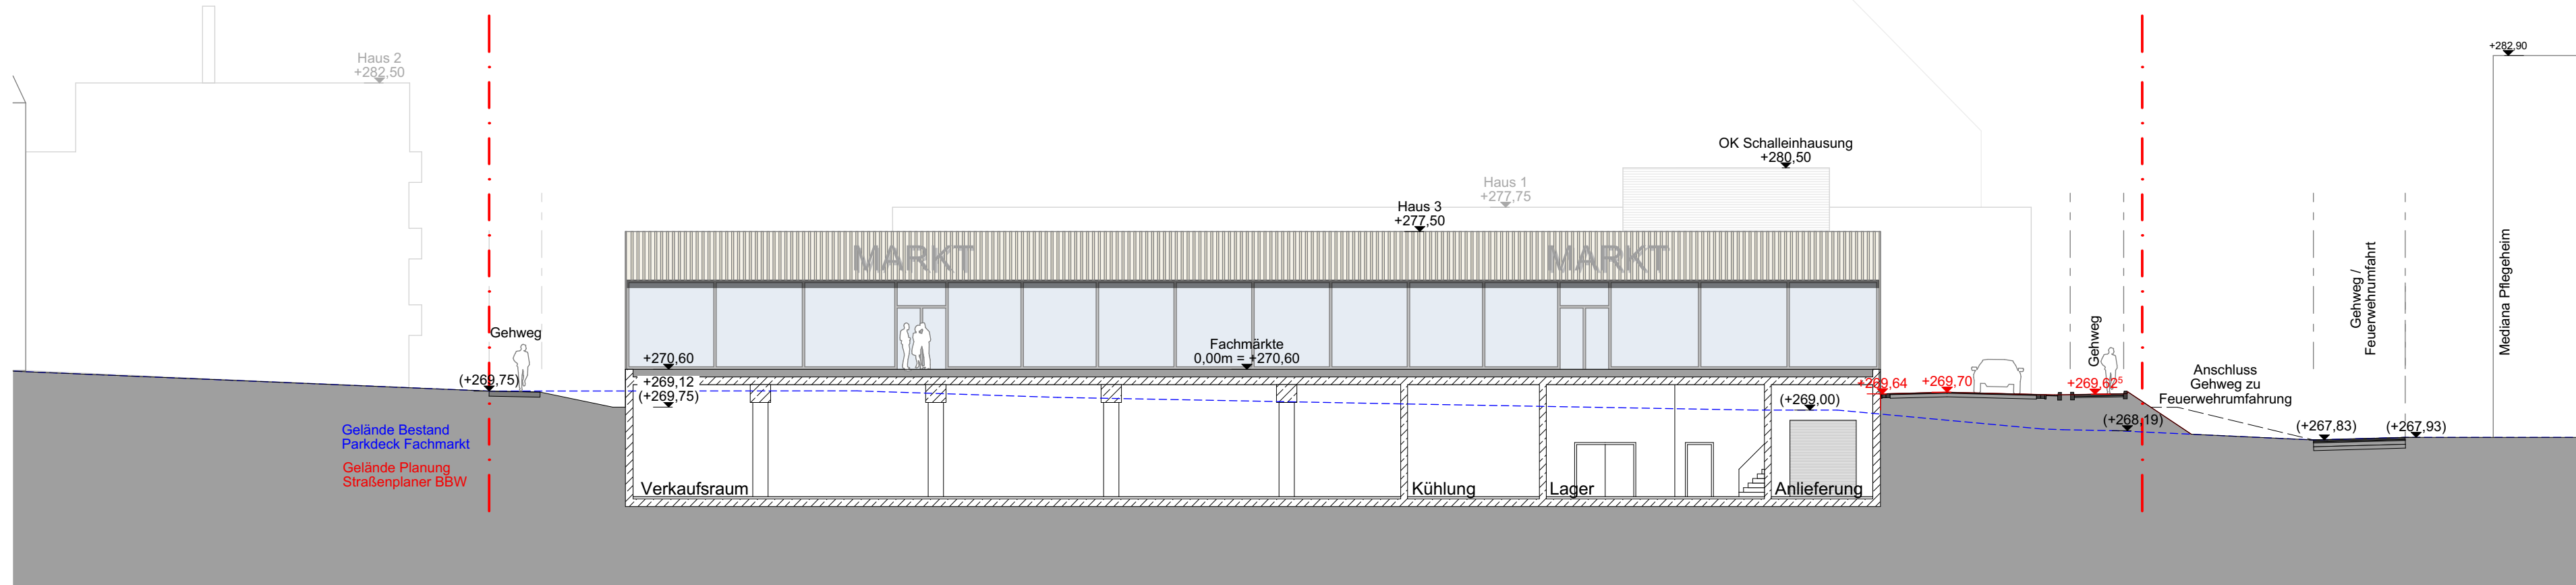 Haus 2
+282,50
+282,90
OK Schalleinhausung
+280,50
Haus 1
+277,75
Haus 3
+277,50
MARKT
MARKT
Gehweg
(+269,75)
+270,60
+269,12
(+269,75)
Fachmärkte
0,00m = +270,60
(+269,00)
+269,64
+269,70
+269,62⁵
Gehweg
(+268,19)
Gehweg /
Feuerwehrumfahrt
Mediana Pflegeheim
Anschluss
Gehweg zu
Feuerwehrumfahrung
(+267,83)
(+267,93)
Gelände Bestand
Parkdeck Fachmarkt
Gelände Planung
Straßenplaner BBW
Verkaufsraum
Kühlung
Lager
Anlieferung